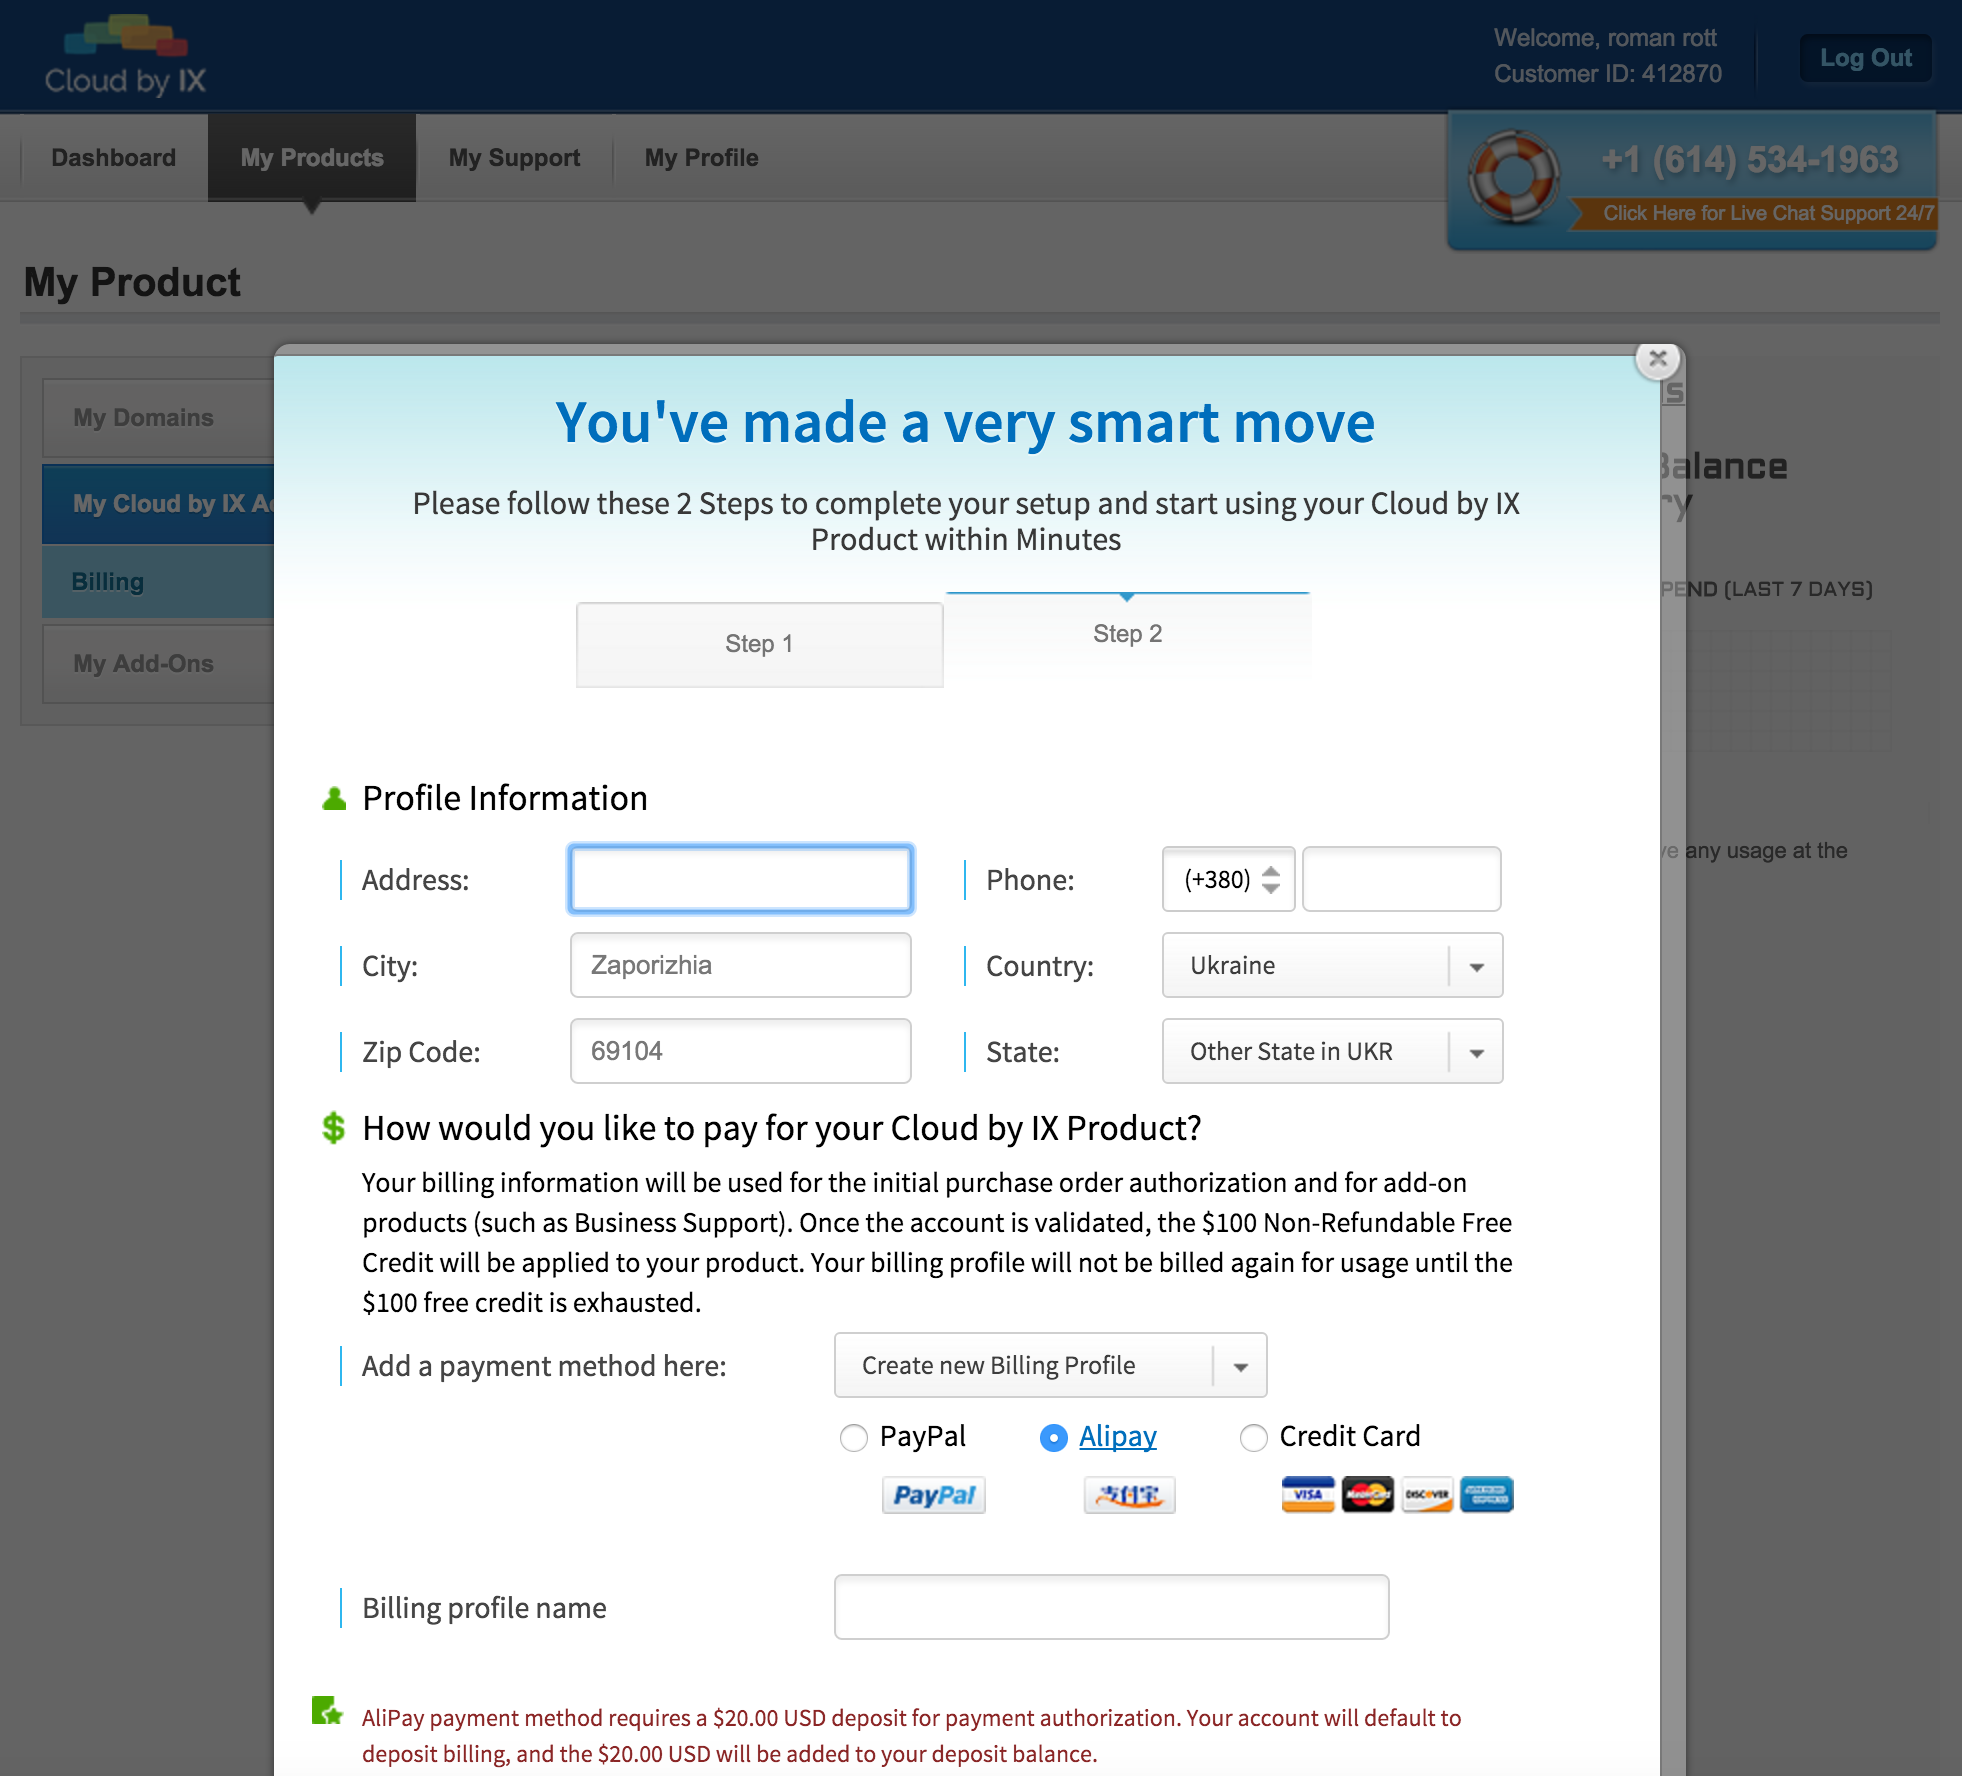 Cloud by IX
Welcome, roman rott
Customer ID: 412870
Log Out
Dashboard
My Products
My Support
My Profile
+1 (614) 534-1963
Click Here for Live Chat Support 24/7
My Product
My Domains
My Cloud by IX
Billing
My Add-Ons
You've made a very smart move
Please follow these 2 Steps to complete your setup and start using your Cloud by IX
Product within Minutes
Step 1
Step 2
(LAST 7 DAYS)
any usage at the
Profile Information
Address:
Phone:
(+380)
City:
Zaporizhia
Country:
Ukraine
Zip Code:
69104
State:
Other State in UKR
$ How would you like to pay for your Cloud by IX Product?
Your billing information will be used for the initial purchase order authorization and for add-on
products (such as Business Support). Once the account is validated, the $100 Non-Refundable Free
Credit will be applied to your product. Your billing profile will not be billed again for usage until the
$100 free credit is exhausted.
Add a payment method here:
Create new Billing Profile
PayPal
Alipay
Credit Card
PayPal
支付宝
VISA
MasterCard
DISCOVER
Billing profile name
AliPay payment method requires a $20.00 USD deposit for payment authorization. Your account will default to
deposit billing, and the $20.00 USD will be added to your deposit balance.